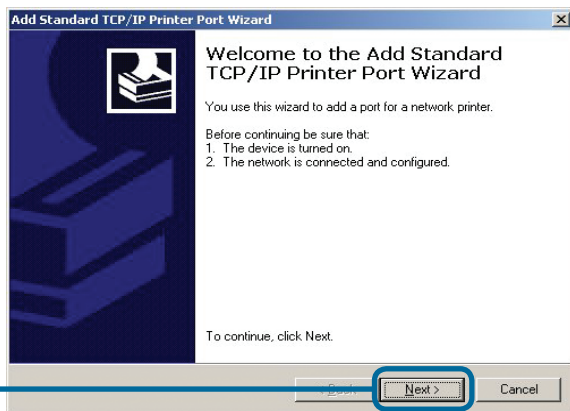 Add Standard TCP/IP Printer Port Wizard
Welcome to the Add Standard
TCP/IP Printer Port Wizard
You use this wizard to add a port for a network printer.
Before continuing be sure that:
1. The device is turned on.
2. The network is connected and configured.
To continue, click Next.
Next >
Cancel